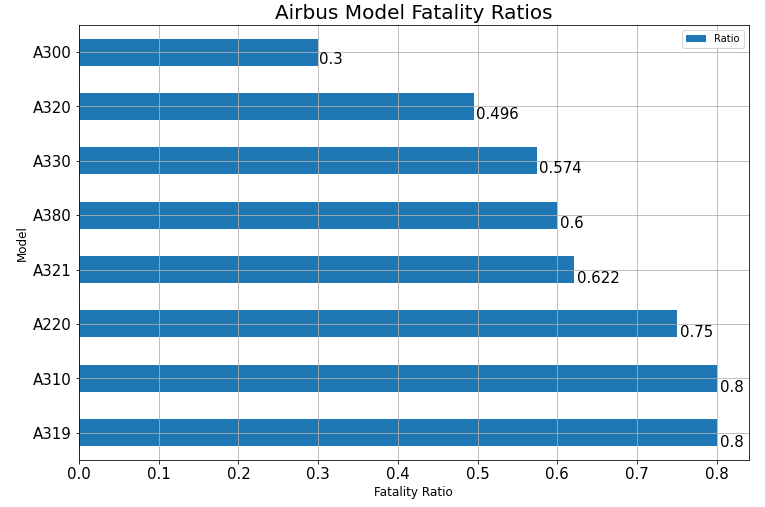 Airbus Model Fatality Ratios
Ratio
A300
0.3
A320
0.496
A330
0.574
A380
0.6
A321
0.622
A220
0.75
A310
0.8
A319
0.8
Model
0.0 0.1 0.2 0.3 0.4 0.5 0.6 0.7 0.8
Fatality Ratio